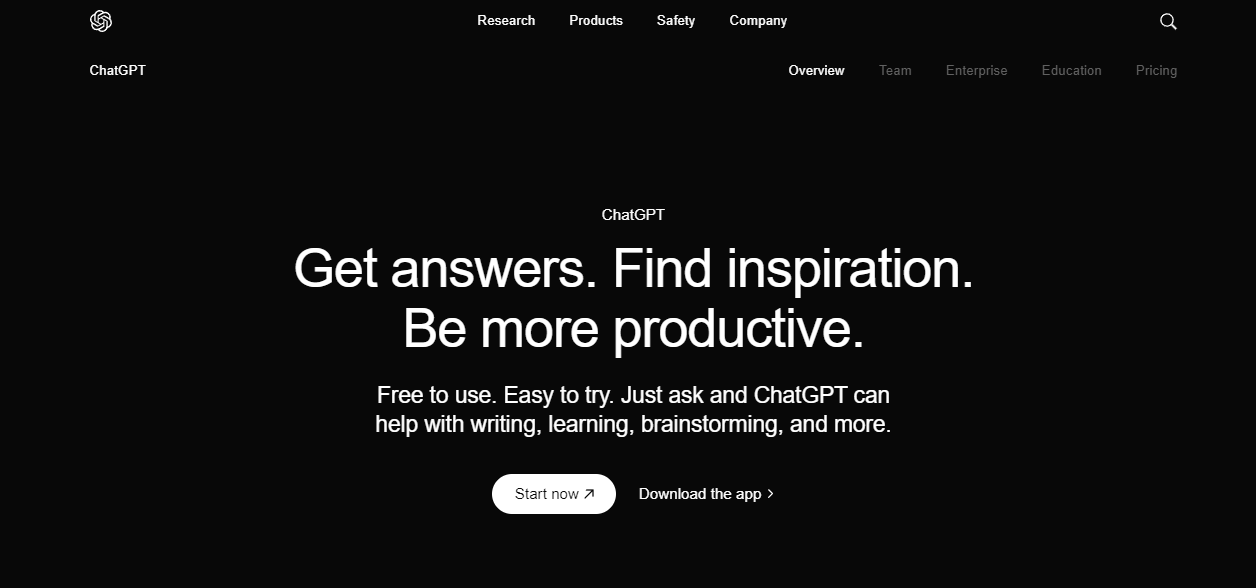 Research Products Safety Company
ChatGPT
Overview Team Enterprise Education Pricing
ChatGPT
Get answers. Find inspiration.
Be more productive.
Free to use. Easy to try. Just ask and ChatGPT can
help with writing, learning, brainstorming, and more.
Start now
Download the app